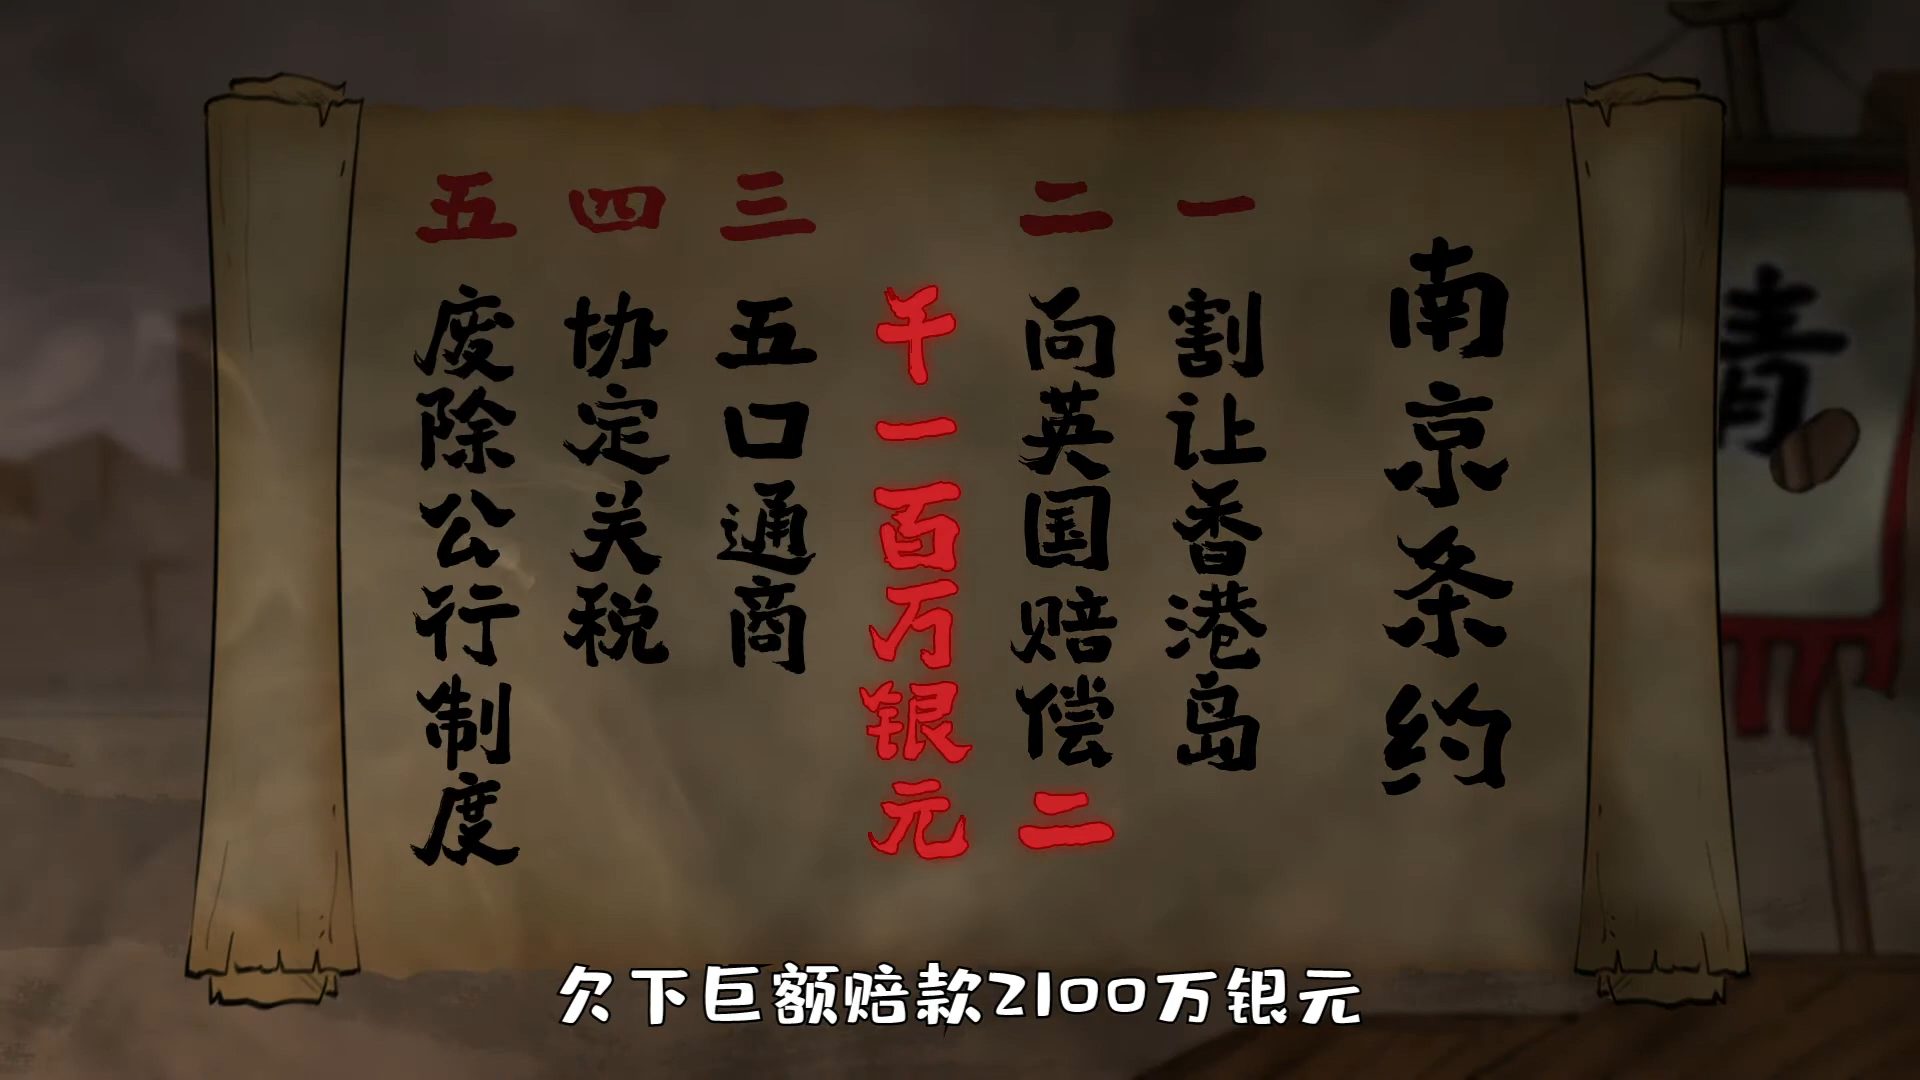 南京条约
一 割让香港岛
二 向英国赔偿二
千一百万银元
三 五口通商
四 协定关税
五 废除公行制度
欠下巨额赔款2100万银元